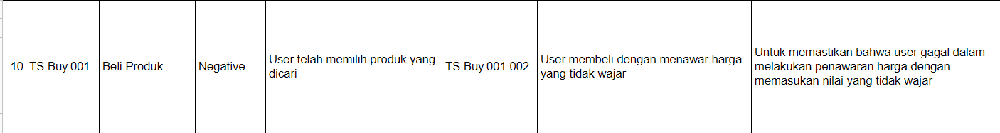 10
TS.Buy.001
Beli Produk
Negative
User telah memilih produk yang
dicari
TS.Buy.001.002
User membeli dengan menawar harga
yang tidak wajar
Untuk memastikan bahwa user gagal dalam
melakukan penawaran harga dengan
memasukan nilai yang tidak wajar